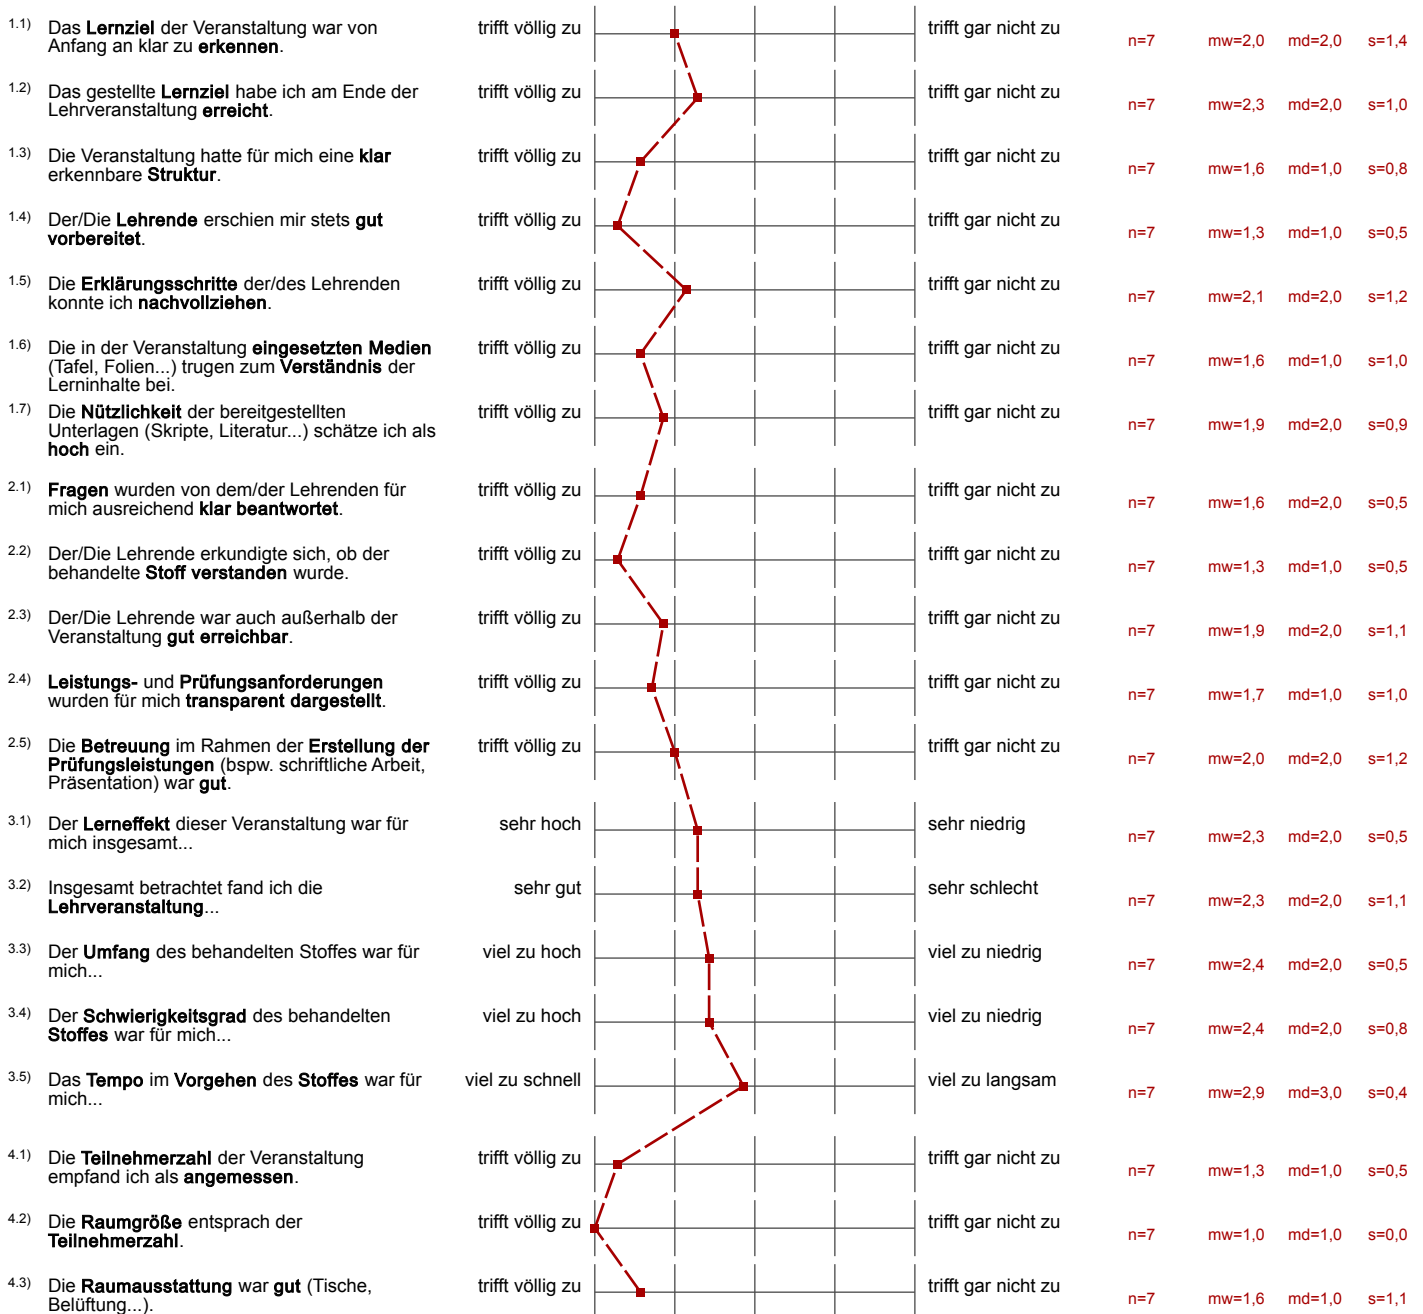 1.1) Das Lernziel der Veranstaltung war von trifft völlig zu trifft gar nicht zu
Anfang an klar zu erkennen. n=7 mw=2,0 md=2,0 s=1,4
1.2) Das gestellte Lernziel habe ich am Ende der trifft völlig zu trifft gar nicht zu
Lehrveranstaltung erreicht. n=7 mw=2,3 md=2,0 s=1,0
1.3) Die Veranstaltung hatte für mich eine klar trifft völlig zu trifft gar nicht zu
erkennbare Struktur. n=7 mw=1,6 md=1,0 s=0,8
1.4) Der/Die Lehrende erschien mir stets gut trifft völlig zu trifft gar nicht zu
vorbereitet. n=7 mw=1,3 md=1,0 s=0,5
1.5) Die Erklärungsschritte der/des Lehrenden trifft völlig zu trifft gar nicht zu
konnte ich nachvollziehen. n=7 mw=2,1 md=2,0 s=1,2
1.6) Die in der Veranstaltung eingesetzten Medien trifft völlig zu trifft gar nicht zu
(Tafel, Folien...) trugen zum Verständnis der n=7 mw=1,6 md=1,0 s=1,0
Lerninhalte bei.
1.7) Die Nützlichkeit der bereitgestellten trifft völlig zu trifft gar nicht zu
Unterlagen (Skripte, Literatur...) schätze ich als n=7 mw=1,9 md=2,0 s=0,9
hoch ein.
2.1) Fragen wurden von dem/der Lehrenden für trifft völlig zu trifft gar nicht zu
mich ausreichend klar beantwortet. n=7 mw=1,6 md=2,0 s=0,5
2.2) Der/Die Lehrende erkundigte sich, ob der trifft völlig zu trifft gar nicht zu
behandelte Stoff verstanden wurde. n=7 mw=1,3 md=1,0 s=0,5
2.3) Der/Die Lehrende war auch außerhalb der trifft völlig zu trifft gar nicht zu
Veranstaltung gut erreichbar. n=7 mw=1,9 md=2,0 s=1,1
2.4) Leistungs- und Prüfungsanforderungen trifft völlig zu trifft gar nicht zu
wurden für mich transparent dargestellt. n=7 mw=1,7 md=1,0 s=1,0
2.5) Die Betreuung im Rahmen der Erstellung der trifft völlig zu trifft gar nicht zu
Prüfungsleistungen (bspw. schriftliche Arbeit, n=7 mw=2,0 md=2,0 s=1,2
Präsentation) war gut.
3.1) Der Lerneffekt dieser Veranstaltung war für sehr hoch sehr niedrig
mich insgesamt... n=7 mw=2,3 md=2,0 s=0,5
3.2) Insgesamt betrachtet fand ich die sehr gut sehr schlecht
Lehrveranstaltung... n=7 mw=2,3 md=2,0 s=1,1
3.3) Der Umfang des behandelten Stoffes war für viel zu hoch viel zu niedrig
mich... n=7 mw=2,4 md=2,0 s=0,5
3.4) Der Schwierigkeitsgrad des behandelten viel zu hoch viel zu niedrig
Stoffes war für mich... n=7 mw=2,4 md=2,0 s=0,8
3.5) Das Tempo im Vorgehen des Stoffes war für viel zu schnell viel zu langsam
mich... n=7 mw=2,9 md=3,0 s=0,4
4.1) Die Teilnehmerzahl der Veranstaltung trifft völlig zu trifft gar nicht zu
empfand ich als angemessen. n=7 mw=1,3 md=1,0 s=0,5
4.2) Die Raumgröße entsprach der trifft völlig zu trifft gar nicht zu
Teilnehmerzahl. n=7 mw=1,0 md=1,0 s=0,0
4.3) Die Raumausstattung war gut (Tische, trifft völlig zu trifft gar nicht zu
Belüftung...). n=7 mw=1,6 md=1,0 s=1,1